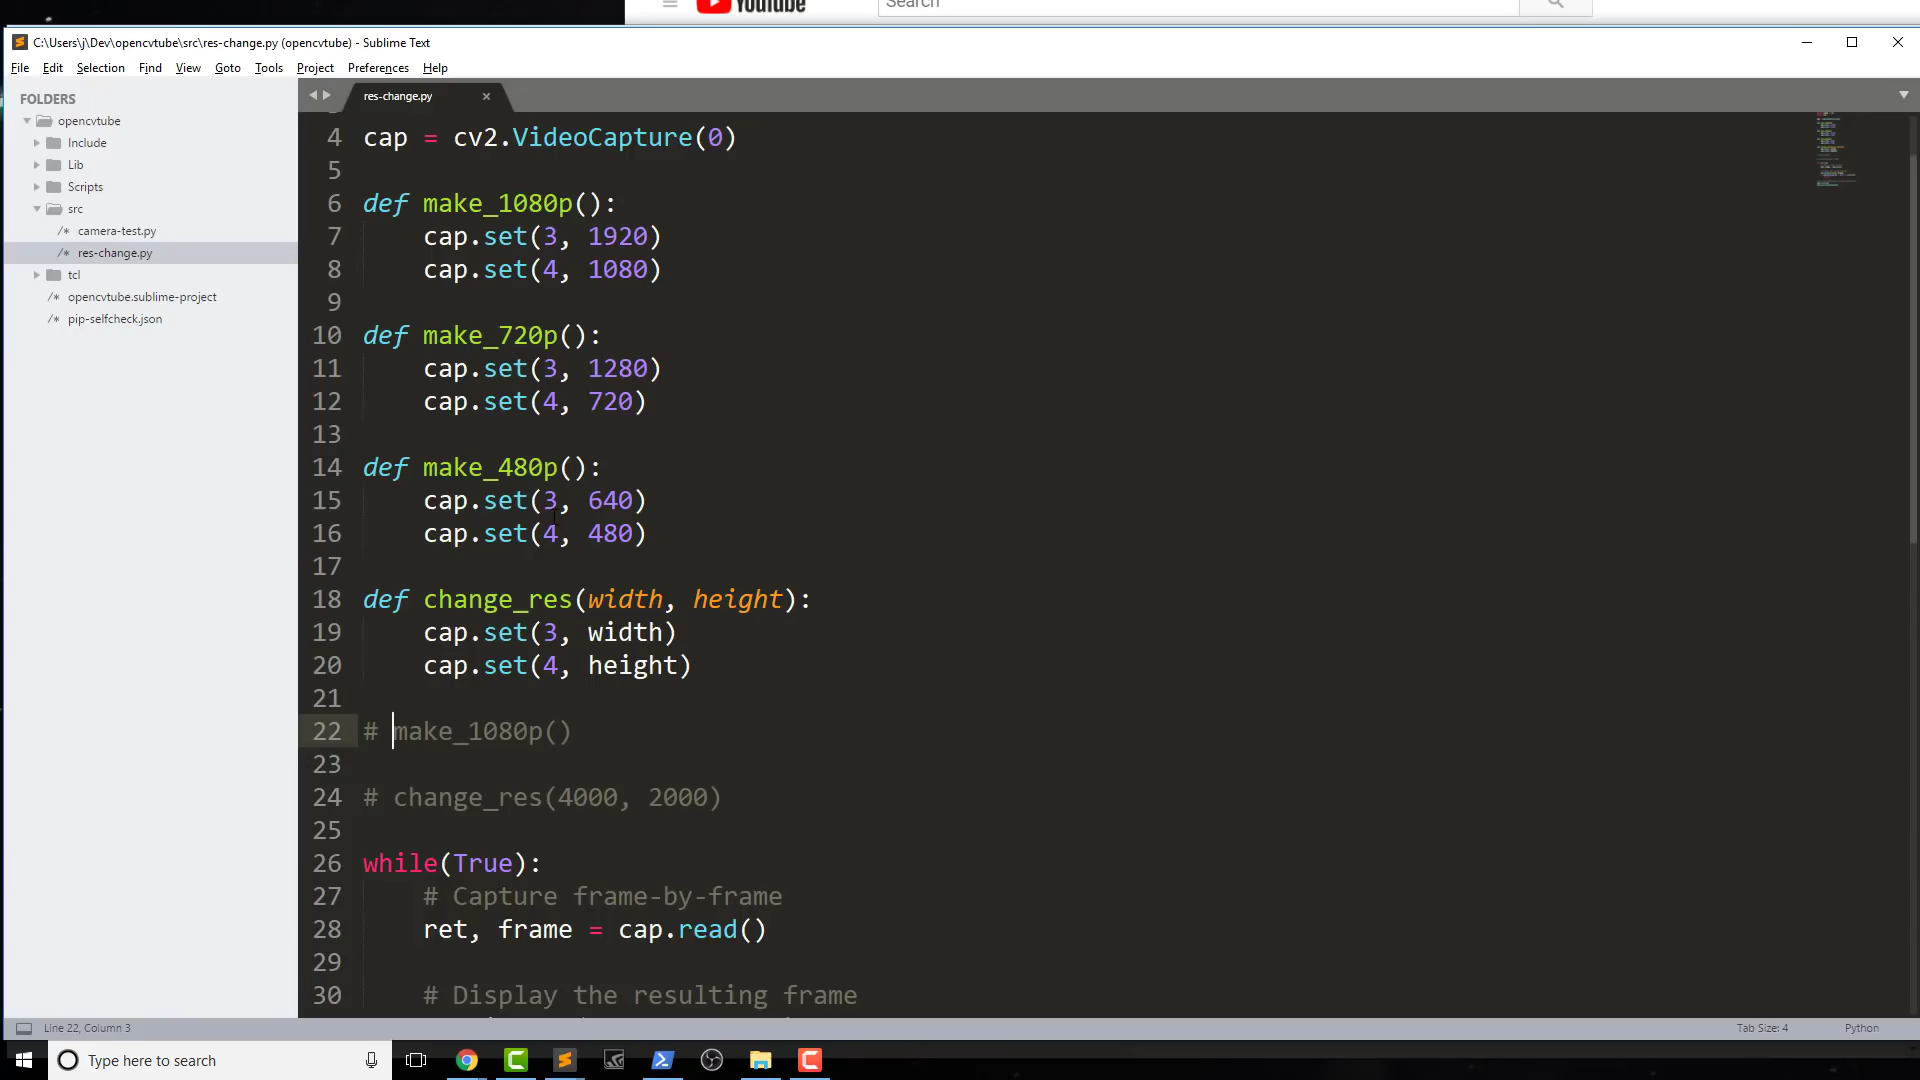 YouTube
Search
C:\Users\j\Dev\opencvtube\src\res-change.py (opencvtube) - Sublime Text
File Edit Selection Find View Goto Tools Project Preferences Help
FOLDERS
opencvtube
Include
Lib
Scripts
src
/* camera-test.py
/* res-change.py
tcl
/* opencvtube.sublime-project
/* pip-selfcheck.json
res-change.py
4 cap = cv2.VideoCapture(0)
5
6 def make_1080p():
7 cap.set(3, 1920)
8 cap.set(4, 1080)
9
10 def make_720p():
11 cap.set(3, 1280)
12 cap.set(4, 720)
13
14 def make_480p():
15 cap.set(3, 640)
16 cap.set(4, 480)
17
18 def change_res(width, height):
19 cap.set(3, width)
20 cap.set(4, height)
21
22 # make_1080p()
23
24 # change_res(4000, 2000)
25
26 while(True):
27 # Capture frame-by-frame
28 ret, frame = cap.read()
29
30 # Display the resulting frame
Line 22, Column 3
Tab Size: 4
Python
Type here to search